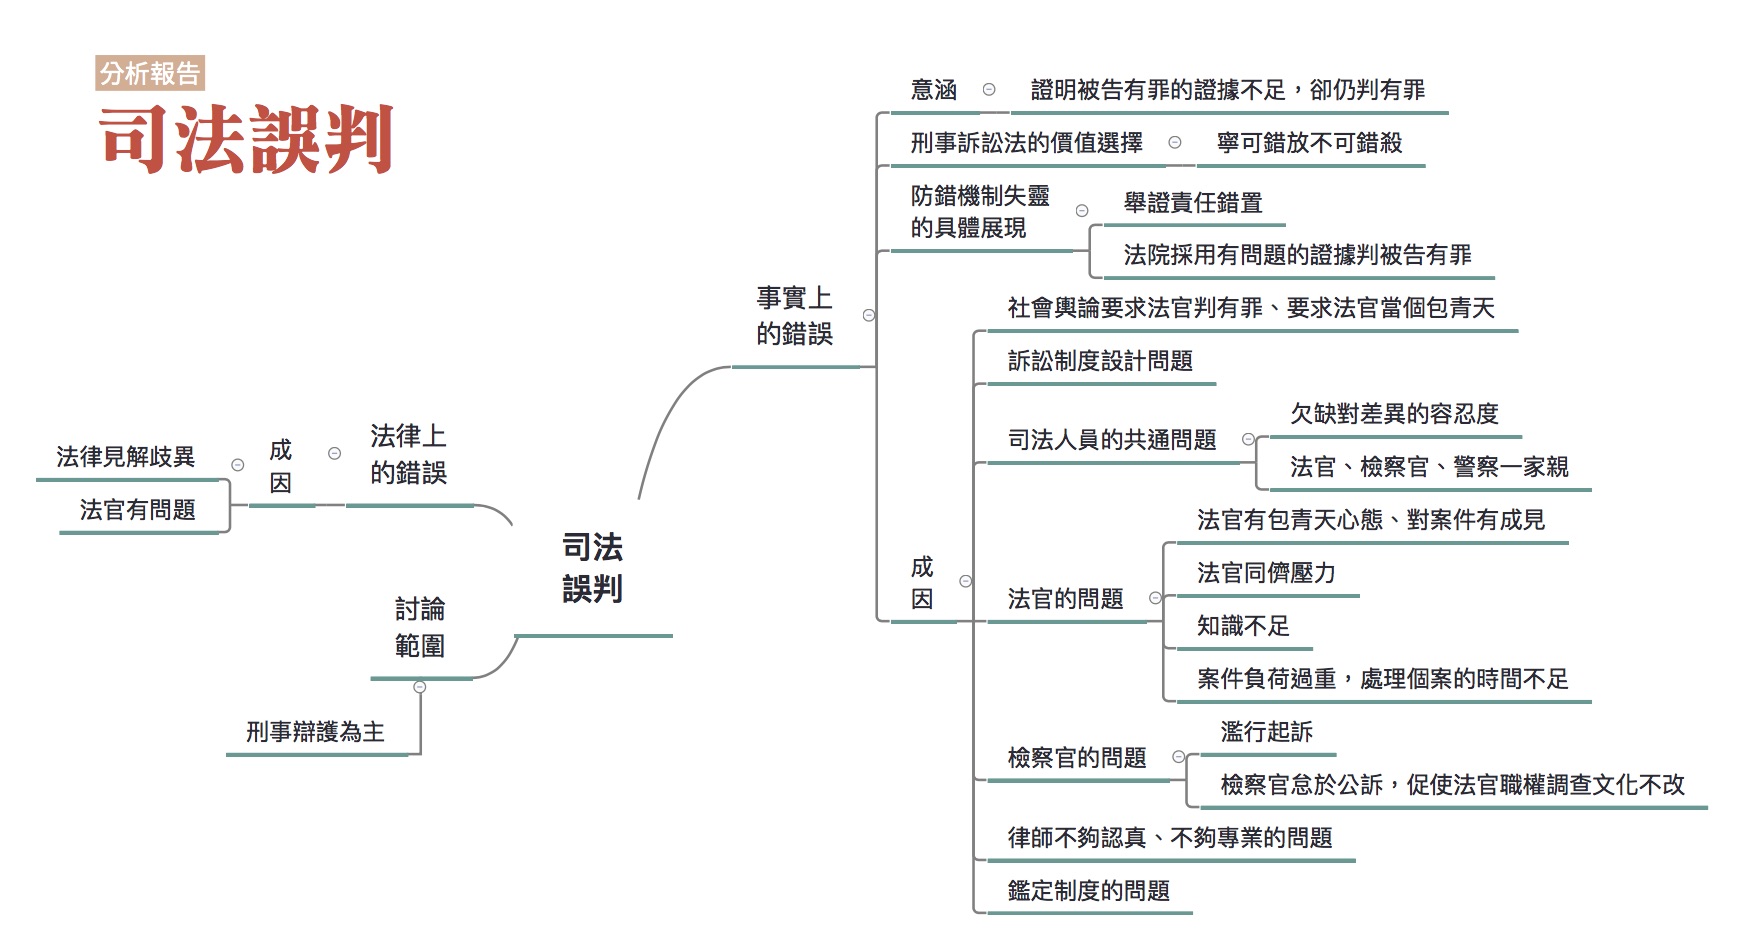 分析報告
司法誤判
意涵
證明被告有罪的證據不足，卻仍判有罪
刑事訴訟法的價值選擇
寧可錯放不可錯殺
防錯機制失靈
的具體展現
舉證責任錯置
法院採用有問題的證據判被告有罪
事實上
的錯誤
社會輿論要求法官判有罪、要求法官當個包青天
訴訟制度設計問題
司法人員的共通問題
欠缺對差異的容忍度
法官、檢察官、警察一家親
成
因
法官的問題
法官有包青天心態、對案件有成見
法官同儕壓力
知識不足
案件負荷過重，處理個案的時間不足
檢察官的問題
濫行起訴
檢察官怠於公訴，促使法官職權調查文化不改
律師不夠認真、不夠專業的問題
鑑定制度的問題
法律上
的錯誤
成
因
法律見解歧異
法官有問題
司法
誤判
討論
範圍
刑事辯護為主